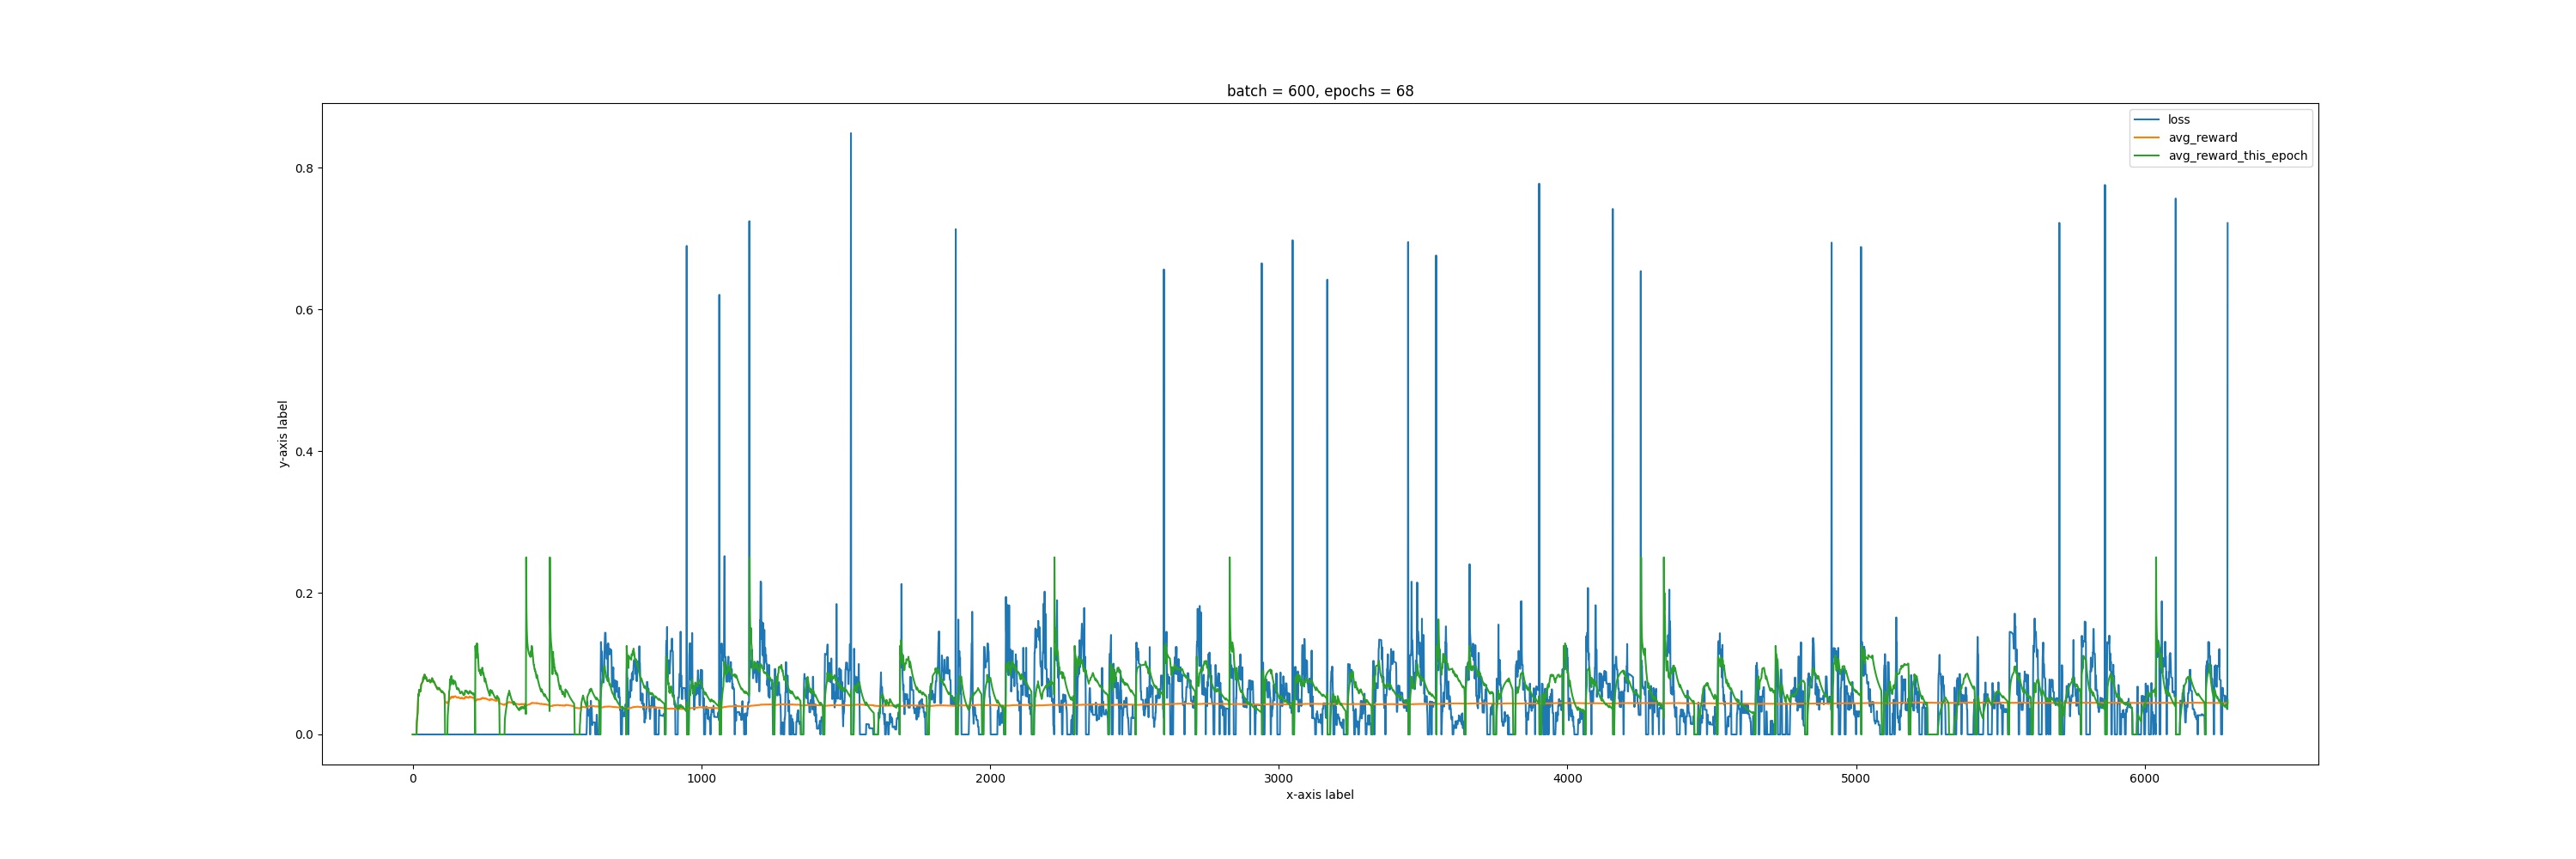 batch = 600, epochs = 68
loss
avg_reward
avg_reward_this_epoch
0.8
0.6
0.4
0.2
0.0
y-axis label
0 1000 2000 3000 4000 5000 6000
x-axis label